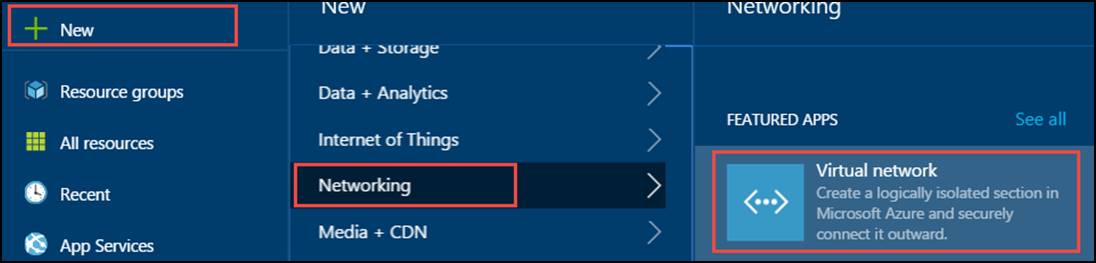 New
Resource groups
All resources
Recent
App Services
New
Data + Storage
Data + Analytics
Internet of Things
Networking
Media + CDN
Networking
FEATURED APPS
See all
Virtual network
Create a logically isolated section in
Microsoft Azure and securely
connect it outward.